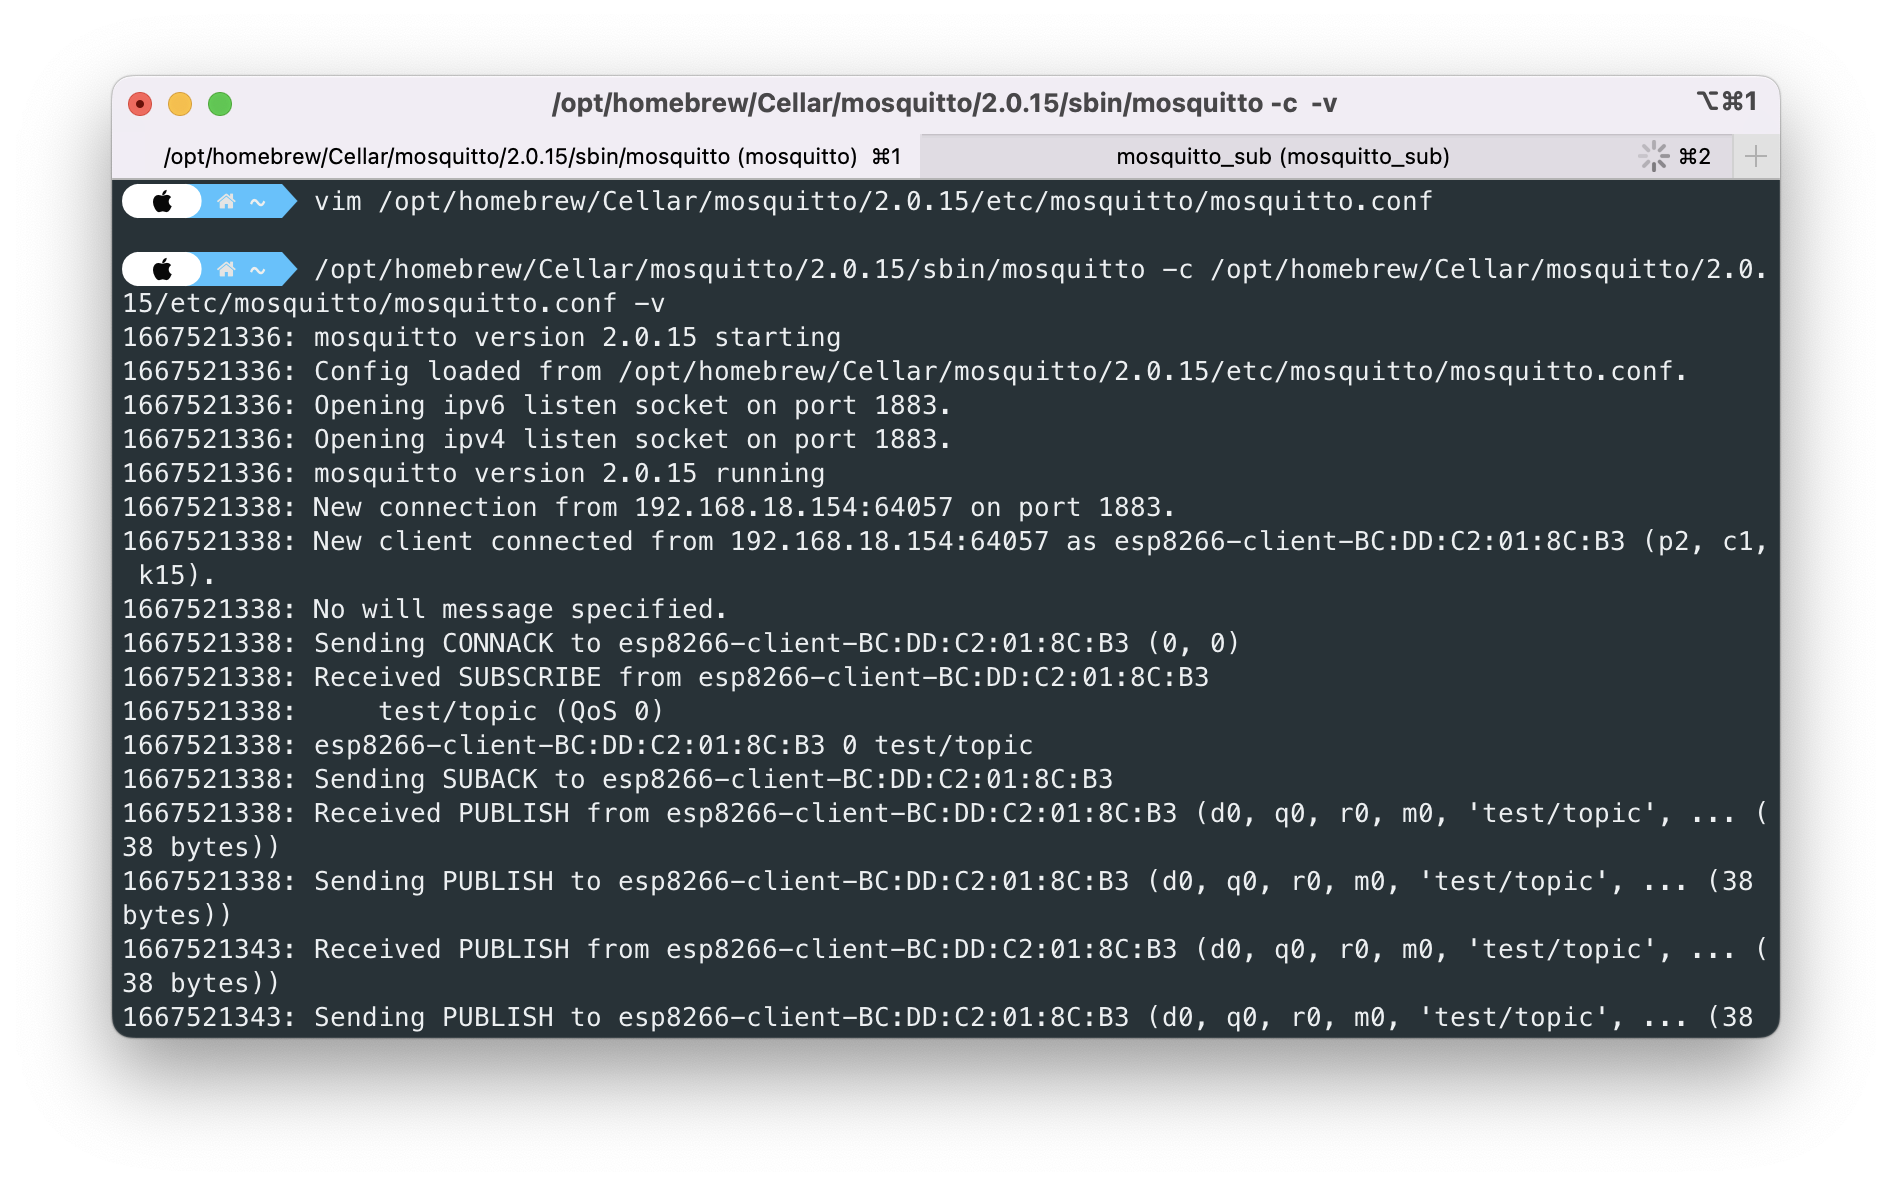 /opt/homebrew/Cellar/mosquitto/2.0.15/sbin/mosquitto -c  -v
⌥⌘1
/opt/homebrew/Cellar/mosquitto/2.0.15/sbin/mosquitto (mosquitto) ⌘1
mosquitto_sub (mosquitto_sub) ⌘2
~ vim /opt/homebrew/Cellar/mosquitto/2.0.15/etc/mosquitto/mosquitto.conf
~ /opt/homebrew/Cellar/mosquitto/2.0.15/sbin/mosquitto -c /opt/homebrew/Cellar/mosquitto/2.0.
15/etc/mosquitto/mosquitto.conf -v
1667521336: mosquitto version 2.0.15 starting
1667521336: Config loaded from /opt/homebrew/Cellar/mosquitto/2.0.15/etc/mosquitto/mosquitto.conf.
1667521336: Opening ipv6 listen socket on port 1883.
1667521336: Opening ipv4 listen socket on port 1883.
1667521336: mosquitto version 2.0.15 running
1667521338: New connection from 192.168.18.154:64057 on port 1883.
1667521338: New client connected from 192.168.18.154:64057 as esp8266-client-BC:DD:C2:01:8C:B3 (p2, c1,
 k15).
1667521338: No will message specified.
1667521338: Sending CONNACK to esp8266-client-BC:DD:C2:01:8C:B3 (0, 0)
1667521338: Received SUBSCRIBE from esp8266-client-BC:DD:C2:01:8C:B3
1667521338:     test/topic (QoS 0)
1667521338: esp8266-client-BC:DD:C2:01:8C:B3 0 test/topic
1667521338: Sending SUBACK to esp8266-client-BC:DD:C2:01:8C:B3
1667521338: Received PUBLISH from esp8266-client-BC:DD:C2:01:8C:B3 (d0, q0, r0, m0, 'test/topic', ... (
38 bytes))
1667521338: Sending PUBLISH to esp8266-client-BC:DD:C2:01:8C:B3 (d0, q0, r0, m0, 'test/topic', ... (38
bytes))
1667521343: Received PUBLISH from esp8266-client-BC:DD:C2:01:8C:B3 (d0, q0, r0, m0, 'test/topic', ... (
38 bytes))
1667521343: Sending PUBLISH to esp8266-client-BC:DD:C2:01:8C:B3 (d0, q0, r0, m0, 'test/topic', ... (38